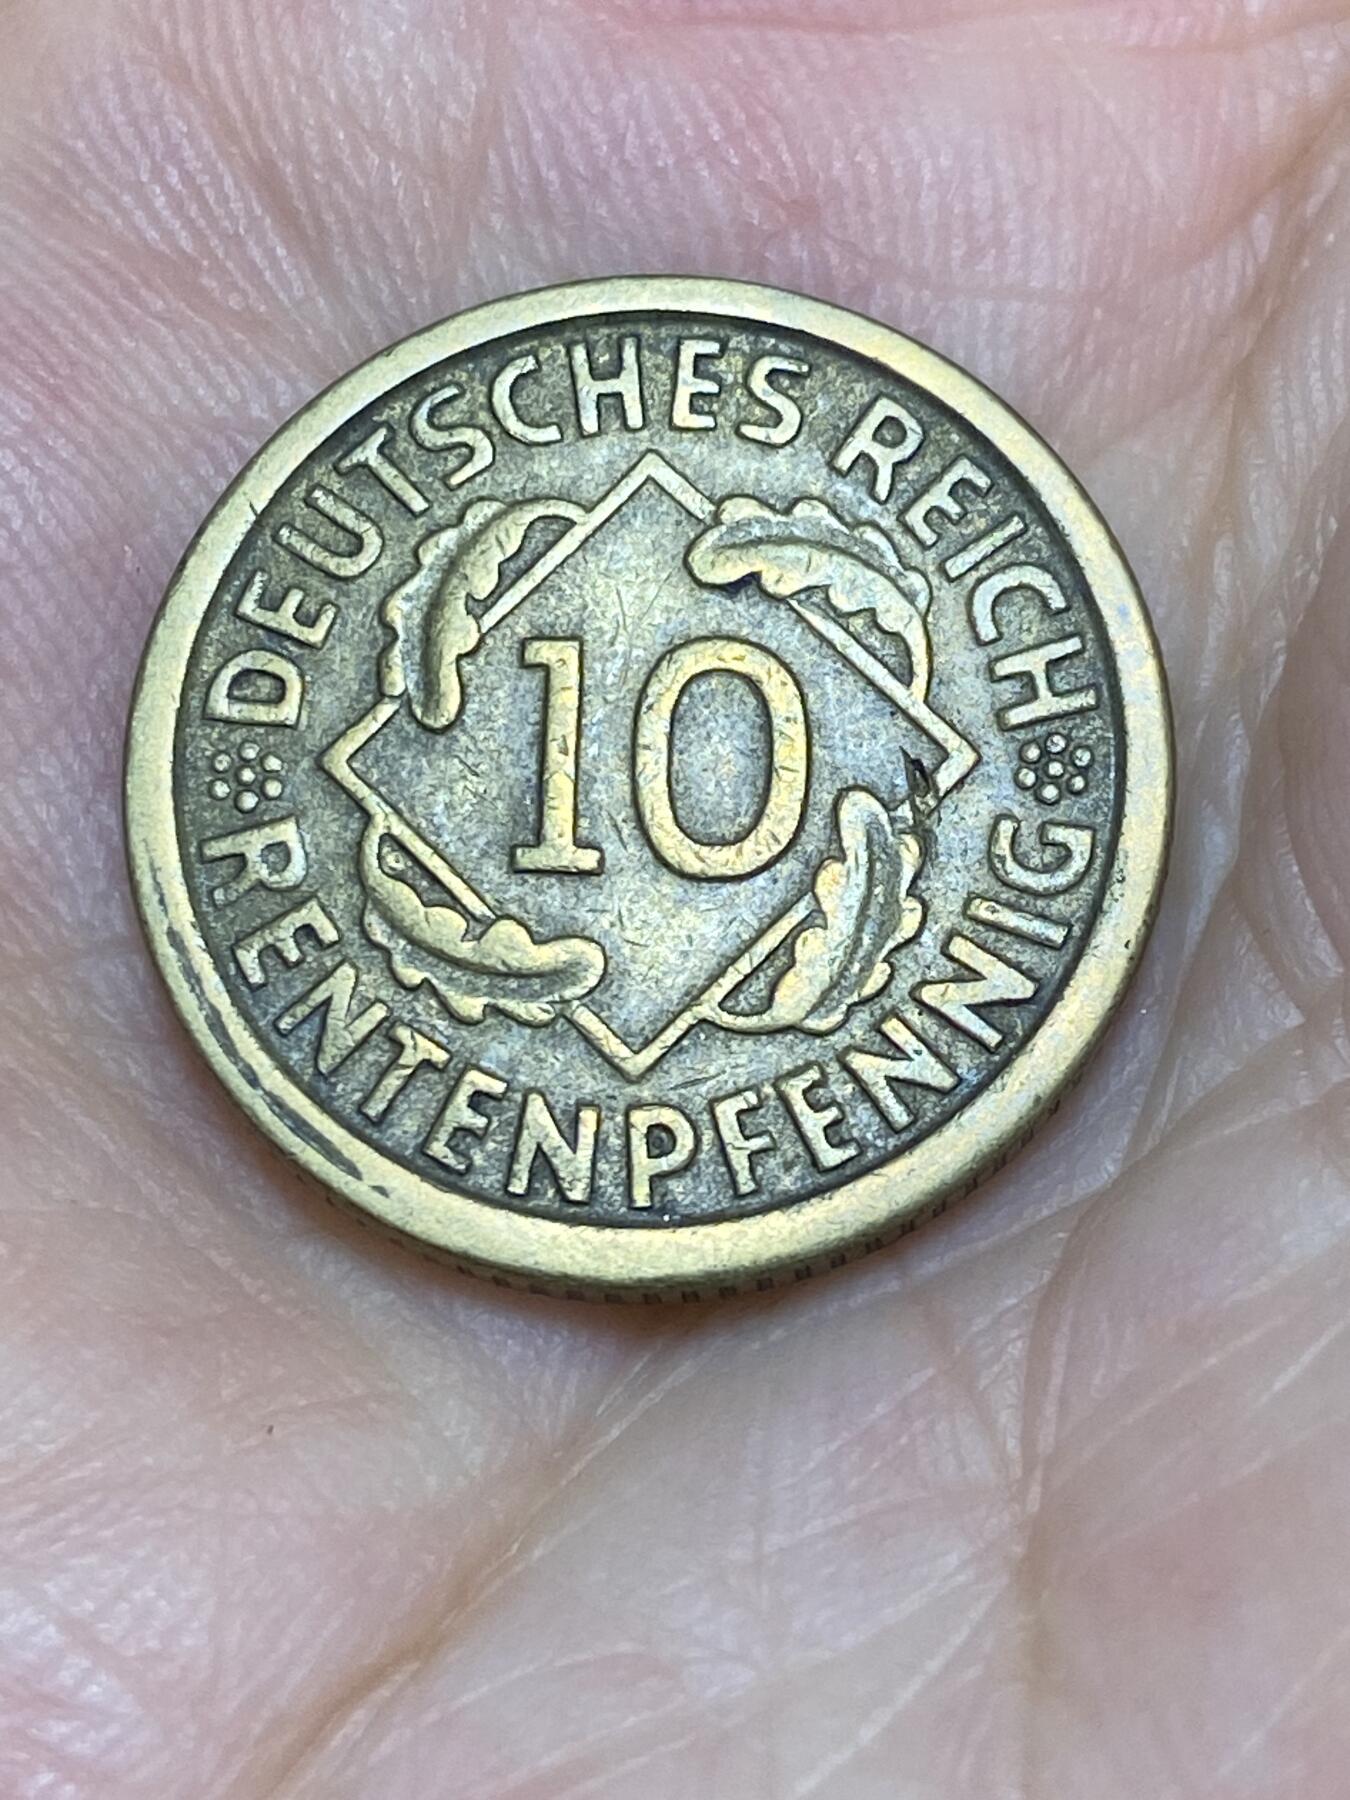 DEUTSCHES REICH
10
RENTENPFENNIG